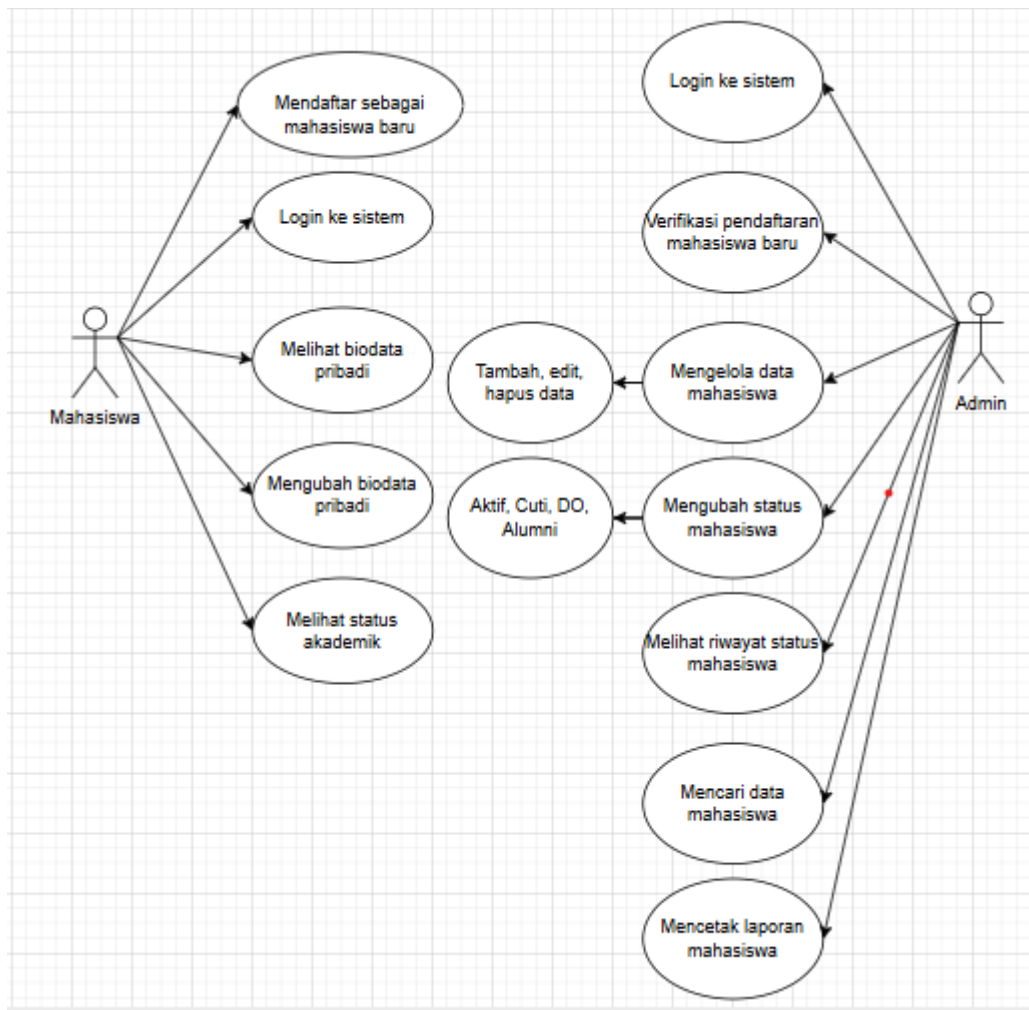 Mendaftar sebagai
mahasiswa baru
Login ke sistem
Melihat biodata
pribadi
Mengubah biodata
pribadi
Melihat status
akademik
Mahasiswa
Login ke sistem
Verifikasi pendaftaran
mahasiswa baru
Tambah, edit,
hapus data
Mengelola data
mahasiswa
Aktif, Cuti, DO,
Alumni
Mengubah status
mahasiswa
Melihat riwayat status
mahasiswa
Mencari data
mahasiswa
Mencetak laporan
mahasiswa
Admin